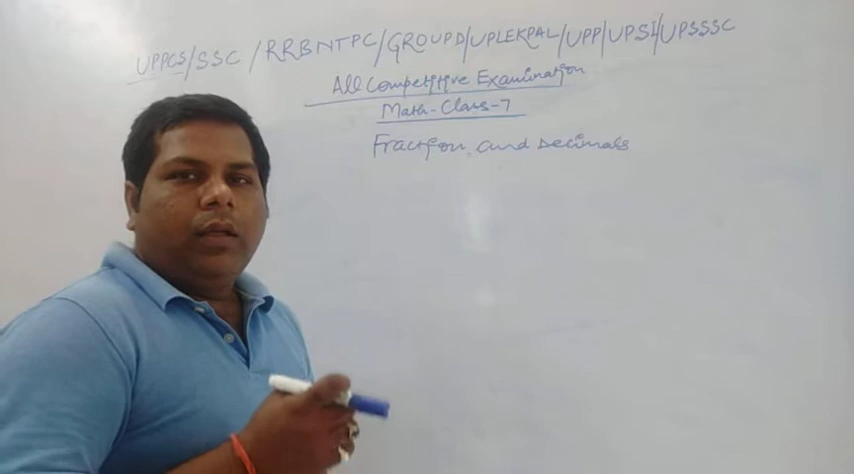 UPPCS/SSC/RRBNTPC/GROUPD/UPLEKPAL/UPP/UPSI/UPSSSC
All Competitive Examination
Math-Class-7
Fraction and Decimals